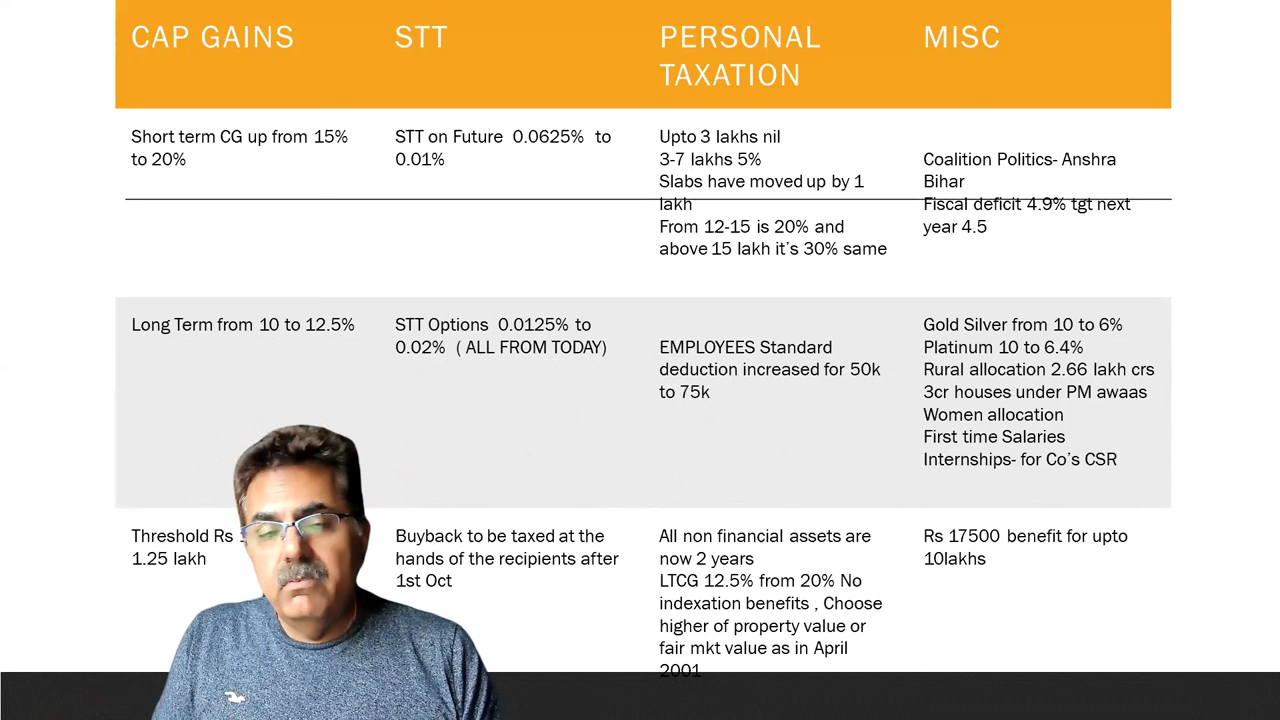 CAP GAINS
STT
PERSONAL
TAXATION
MISC
Short term CG up from 15%
to 20%
STT on Future 0.0625% to
0.01%
Upto 3 lakhs nil
3-7 lakhs 5%
Slabs have moved up by 1
lakh
From 12-15 is 20% and
above 15 lakh it's 30% same
Coalition Politics- Anshra
Bihar
Fiscal deficit 4.9% tgt next
year 4.5
Long Term from 10 to 12.5%
STT Options 0.0125% to
0.02% ( ALL FROM TODAY)
EMPLOYEES Standard
deduction increased for 50k
to 75k
Gold Silver from 10 to 6%
Platinum 10 to 6.4%
Rural allocation 2.66 lakh crs
3cr houses under PM awaas
Women allocation
First time Salaries
Internships- for Co's CSR
Threshold Rs
1.25 lakh
Buyback to be taxed at the
hands of the recipients after
1st Oct
All non financial assets are
now 2 years
LTCG 12.5% from 20% No
indexation benefits , Choose
higher of property value or
fair mkt value as in April
2001
Rs 17500 benefit for upto
10lakhs